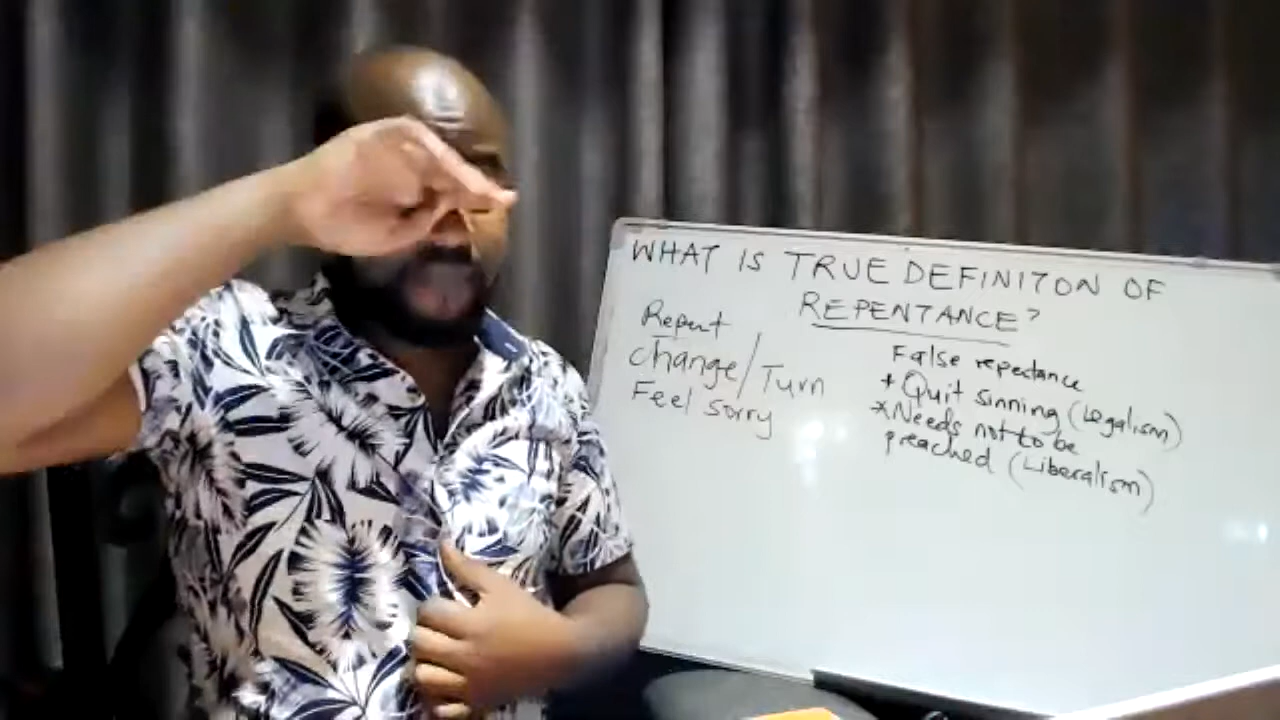 WHAT IS TRUE DEFINITON OF
REPENTANCE?
Repent
Change/Turn
Feel sorry
False repentance
* Quit sinning (Legalism)
* Needs not to be
preached (Liberalism)